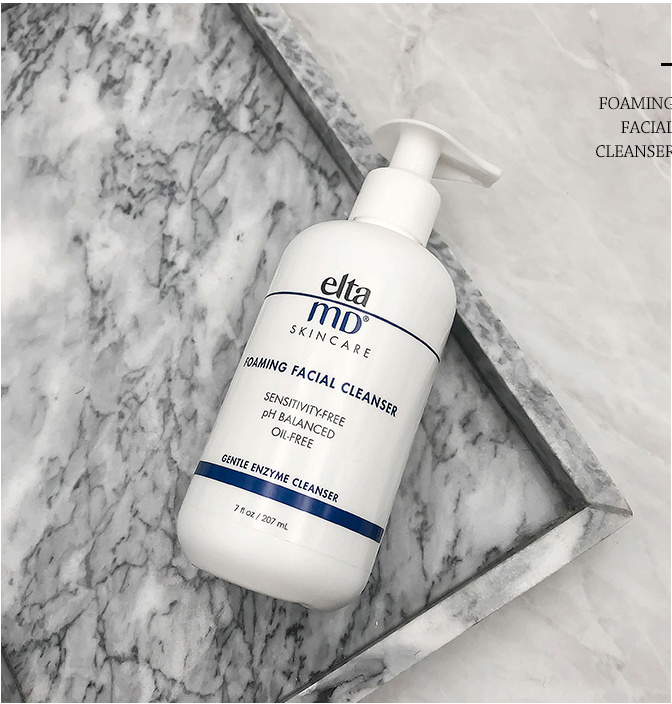 FOAMING
FACIAL
CLEANSER
elta
MD®
SKINCARE
FOAMING FACIAL CLEANSER
SENSITIVITY-FREE
pH BALANCED
OIL-FREE
GENTLE ENZYME CLEANSER
7 fl oz / 207 mL